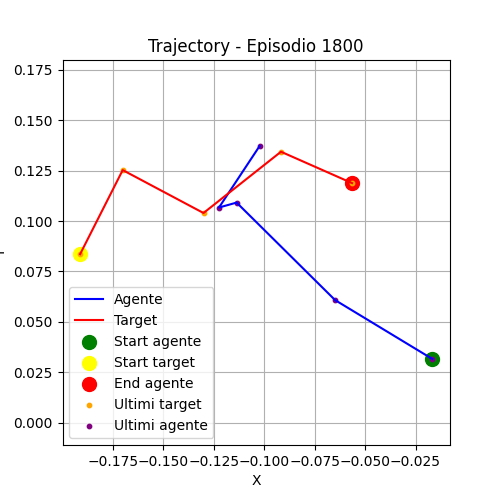 Trajectory - Episodio 1800
0.175
0.150
0.125
0.100
0.075
0.050
0.025
0.000
Agente
Target
Start agente
Start target
End agente
Ultimi target
Ultimi agente
−0.175 −0.150 −0.125 −0.100 −0.075 −0.050 −0.025
X